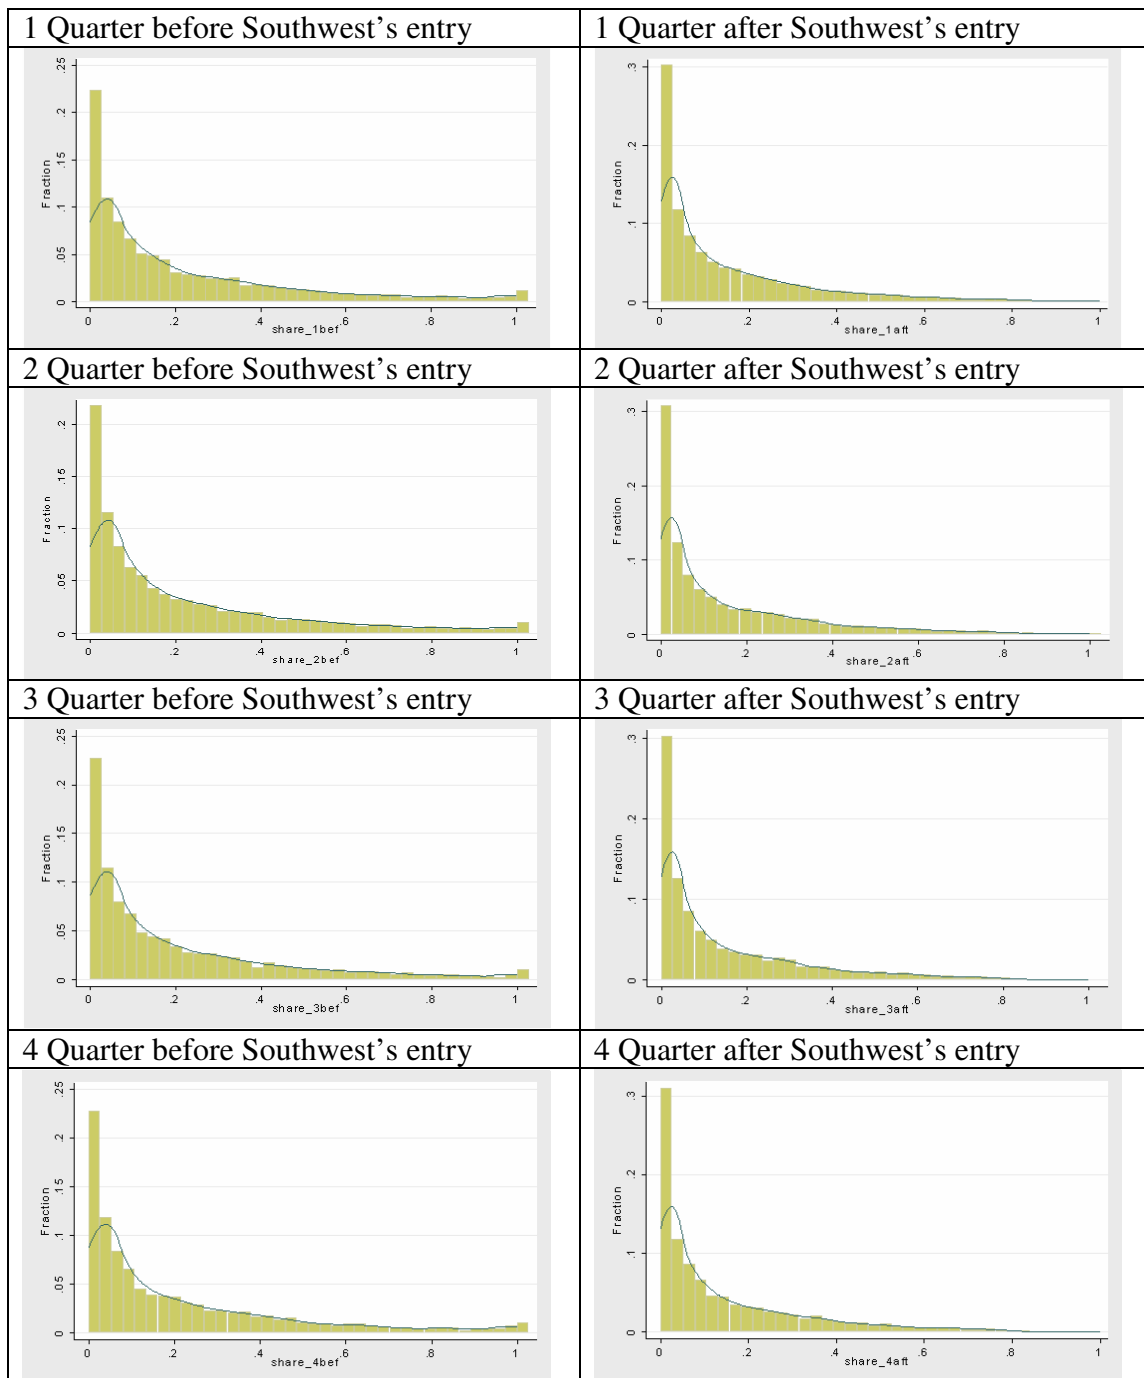 1 Quarter before Southwest’s entry
1 Quarter after Southwest’s entry
.25
.2
.15
.1
.05
0
Fraction
0 .2 .4 .6 .8 1
share_1bef
.3
.2
.1
0
Fraction
0 .2 .4 .6 .8 1
share_1aft
2 Quarter before Southwest’s entry
2 Quarter after Southwest’s entry
.2
.15
.1
.05
0
Fraction
0 .2 .4 .6 .8 1
share_2bef
.3
.2
.1
0
Fraction
0 .2 .4 .6 .8 1
share_2aft
3 Quarter before Southwest’s entry
3 Quarter after Southwest’s entry
.25
.2
.15
.1
.05
0
Fraction
0 .2 .4 .6 .8 1
share_3bef
.3
.2
.1
0
Fraction
0 .2 .4 .6 .8 1
share_3aft
4 Quarter before Southwest’s entry
4 Quarter after Southwest’s entry
.25
.2
.15
.1
.05
0
Fraction
0 .2 .4 .6 .8 1
share_4bef
.3
.2
.1
0
Fraction
0 .2 .4 .6 .8 1
share_4aft